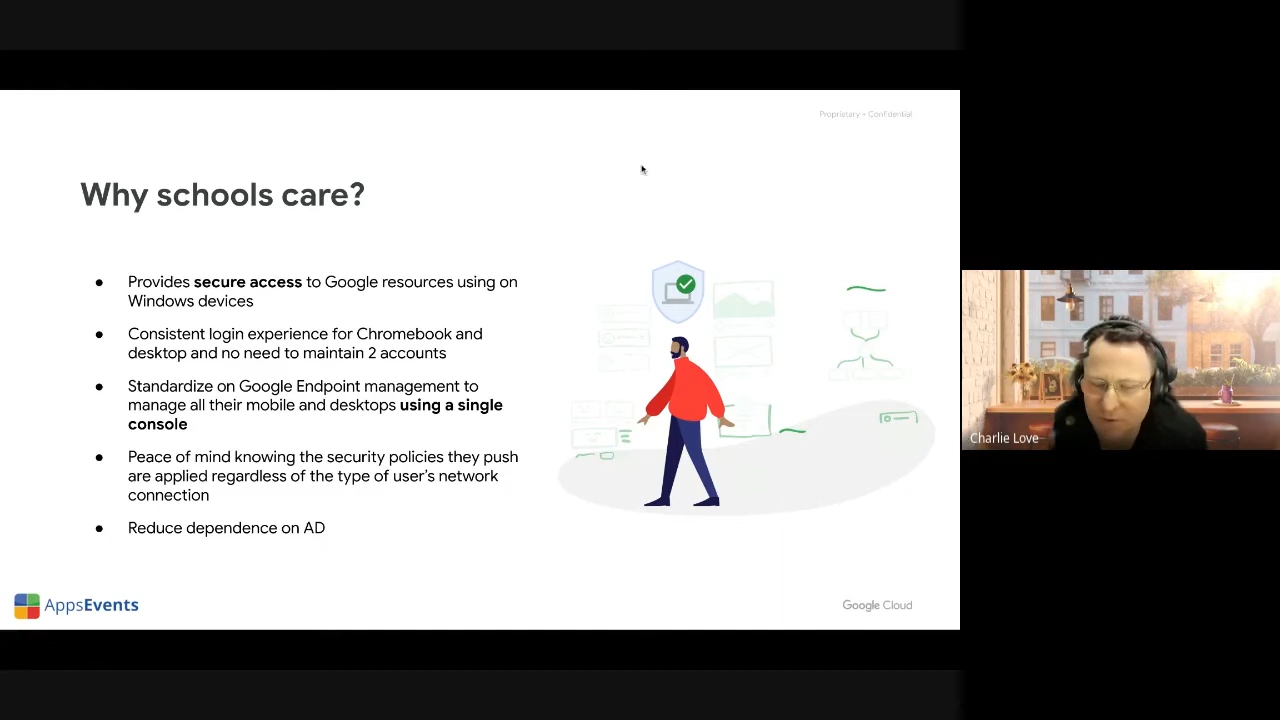 Proprietary + Confidential
Why schools care?
● Provides secure access to Google resources using on
Windows devices
● Consistent login experience for Chromebook and
desktop and no need to maintain 2 accounts
● Standardize on Google Endpoint management to
manage all their mobile and desktops using a single
console
● Peace of mind knowing the security policies they push
are applied regardless of the type of user's network
connection
● Reduce dependence on AD
AppsEvents
Google Cloud
Charlie Love